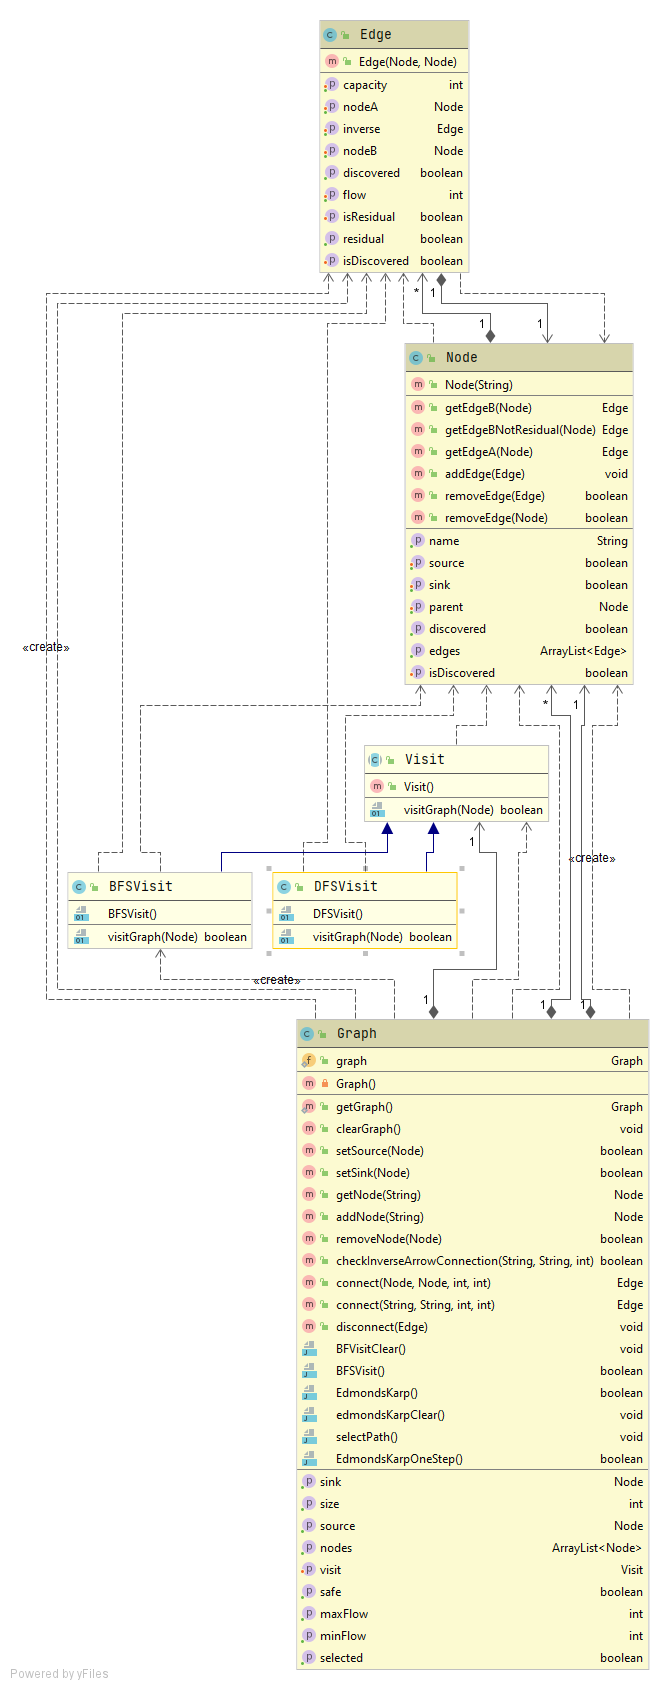 Edge
Edge(Node, Node)
capacity int
nodeA Node
inverse Edge
nodeB Node
discovered boolean
flow int
isResidual boolean
residual boolean
isDiscovered boolean
* 1
1 1
Node
Node(String)
getEdgeB(Node) Edge
getEdgeBNotResidual(Node) Edge
getEdgeA(Node) Edge
addEdge(Edge) void
removeEdge(Edge) boolean
removeEdge(Node) boolean
name String
source boolean
sink boolean
parent Node
discovered boolean
edges ArrayList<Edge>
isDiscovered boolean
«create»
* 1
Visit
Visit()
visitGraph(Node) boolean
1
«create»
BFSVisit
BFSVisit()
visitGraph(Node) boolean
DFSVisit
DFSVisit()
visitGraph(Node) boolean
«create»
1 1 1
Graph
graph Graph
Graph()
getGraph() Graph
clearGraph() void
setSource(Node) boolean
setSink(Node) boolean
getNode(String) Node
addNode(String) Node
removeNode(Node) boolean
checkInverseArrowConnection(String, String, int) boolean
connect(Node, Node, int, int) Edge
connect(String, String, int, int) Edge
disconnect(Edge) void
BFVisitClear() void
BFSVisit() boolean
EdmondsKarp() boolean
edmondsKarpClear() void
selectPath() void
EdmondsKarpOneStep() boolean
sink Node
size int
source Node
nodes ArrayList<Node>
visit Visit
safe boolean
maxFlow int
minFlow int
selected boolean
Powered by yFiles